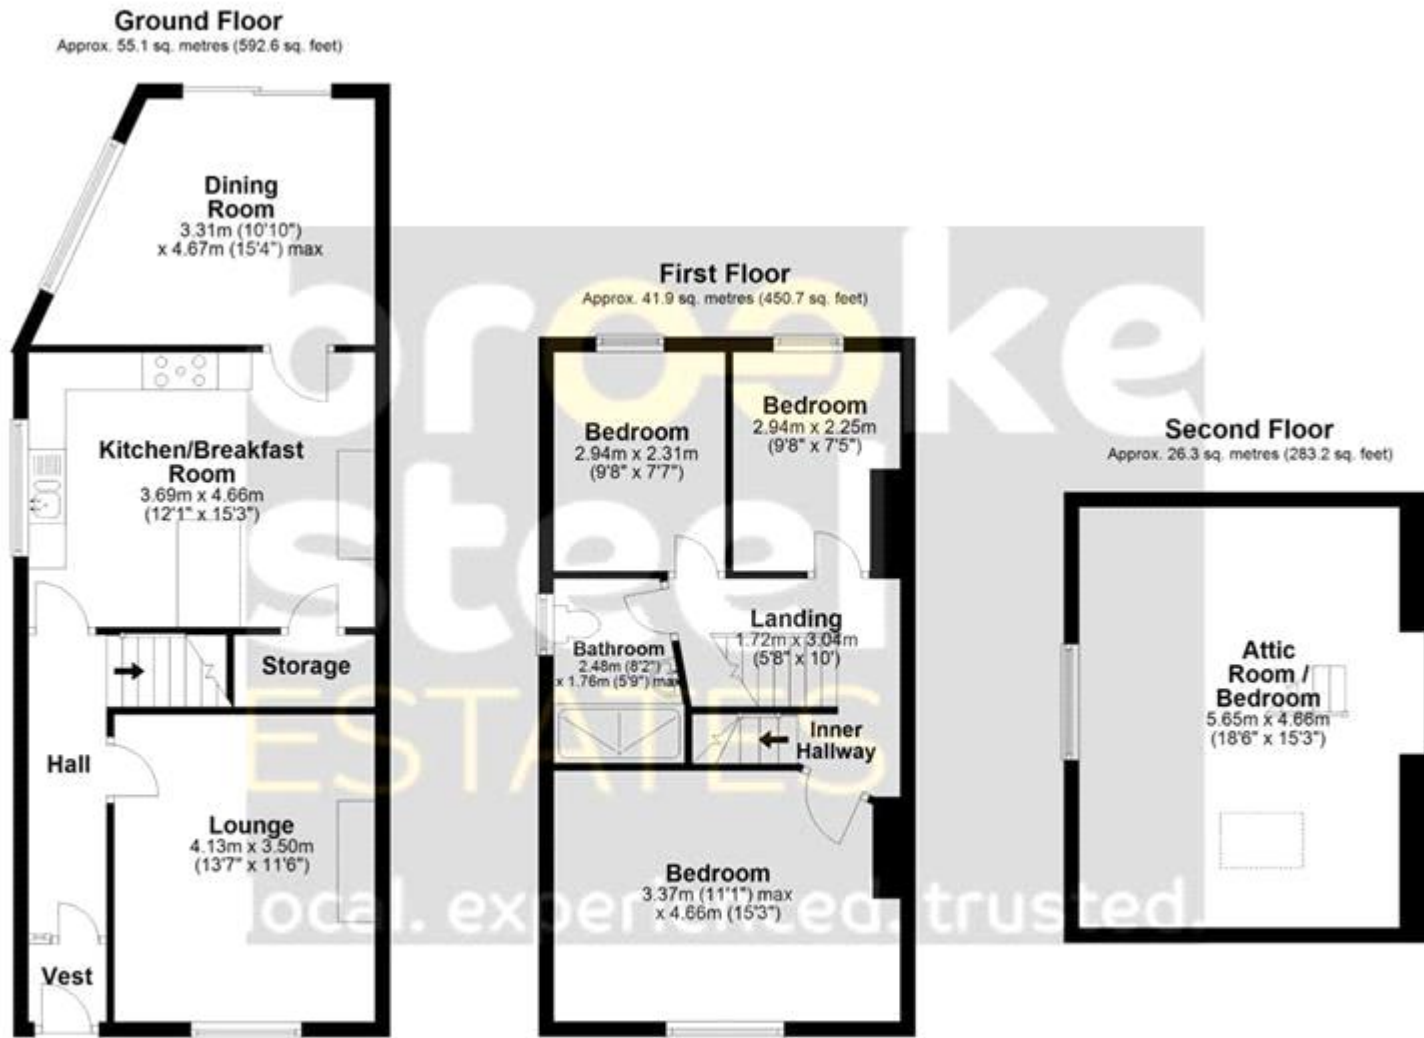 Ground Floor
Approx. 55.1 sq. metres (592.6 sq. feet)
Dining
Room
3.31m (10'10")
x 4.67m (15'4") max
Kitchen/Breakfast
Room
3.69m x 4.66m
(12'1" x 15'3")
Storage
Hall
Lounge
4.13m x 3.50m
(13'7" x 11'6")
Vest
First Floor
Approx. 41.9 sq. metres (450.7 sq. feet)
Bedroom
2.94m x 2.31m
(9'8" x 7'7")
Bedroom
2.94m x 2.25m
(9'8" x 7'5")
Landing
1.72m x 3.04m
(5'8" x 10')
Bathroom
2.48m (8'2")
x 1.76m (5'9") max
Inner
Hallway
Bedroom
3.37m (11'1") max
x 4.66m (15'3")
Second Floor
Approx. 26.3 sq. metres (283.2 sq. feet)
Attic
Room /
Bedroom
5.65m x 4.66m
(18'6" x 15'3")
brooke
steel
ESTATES
local. experienced. trusted.